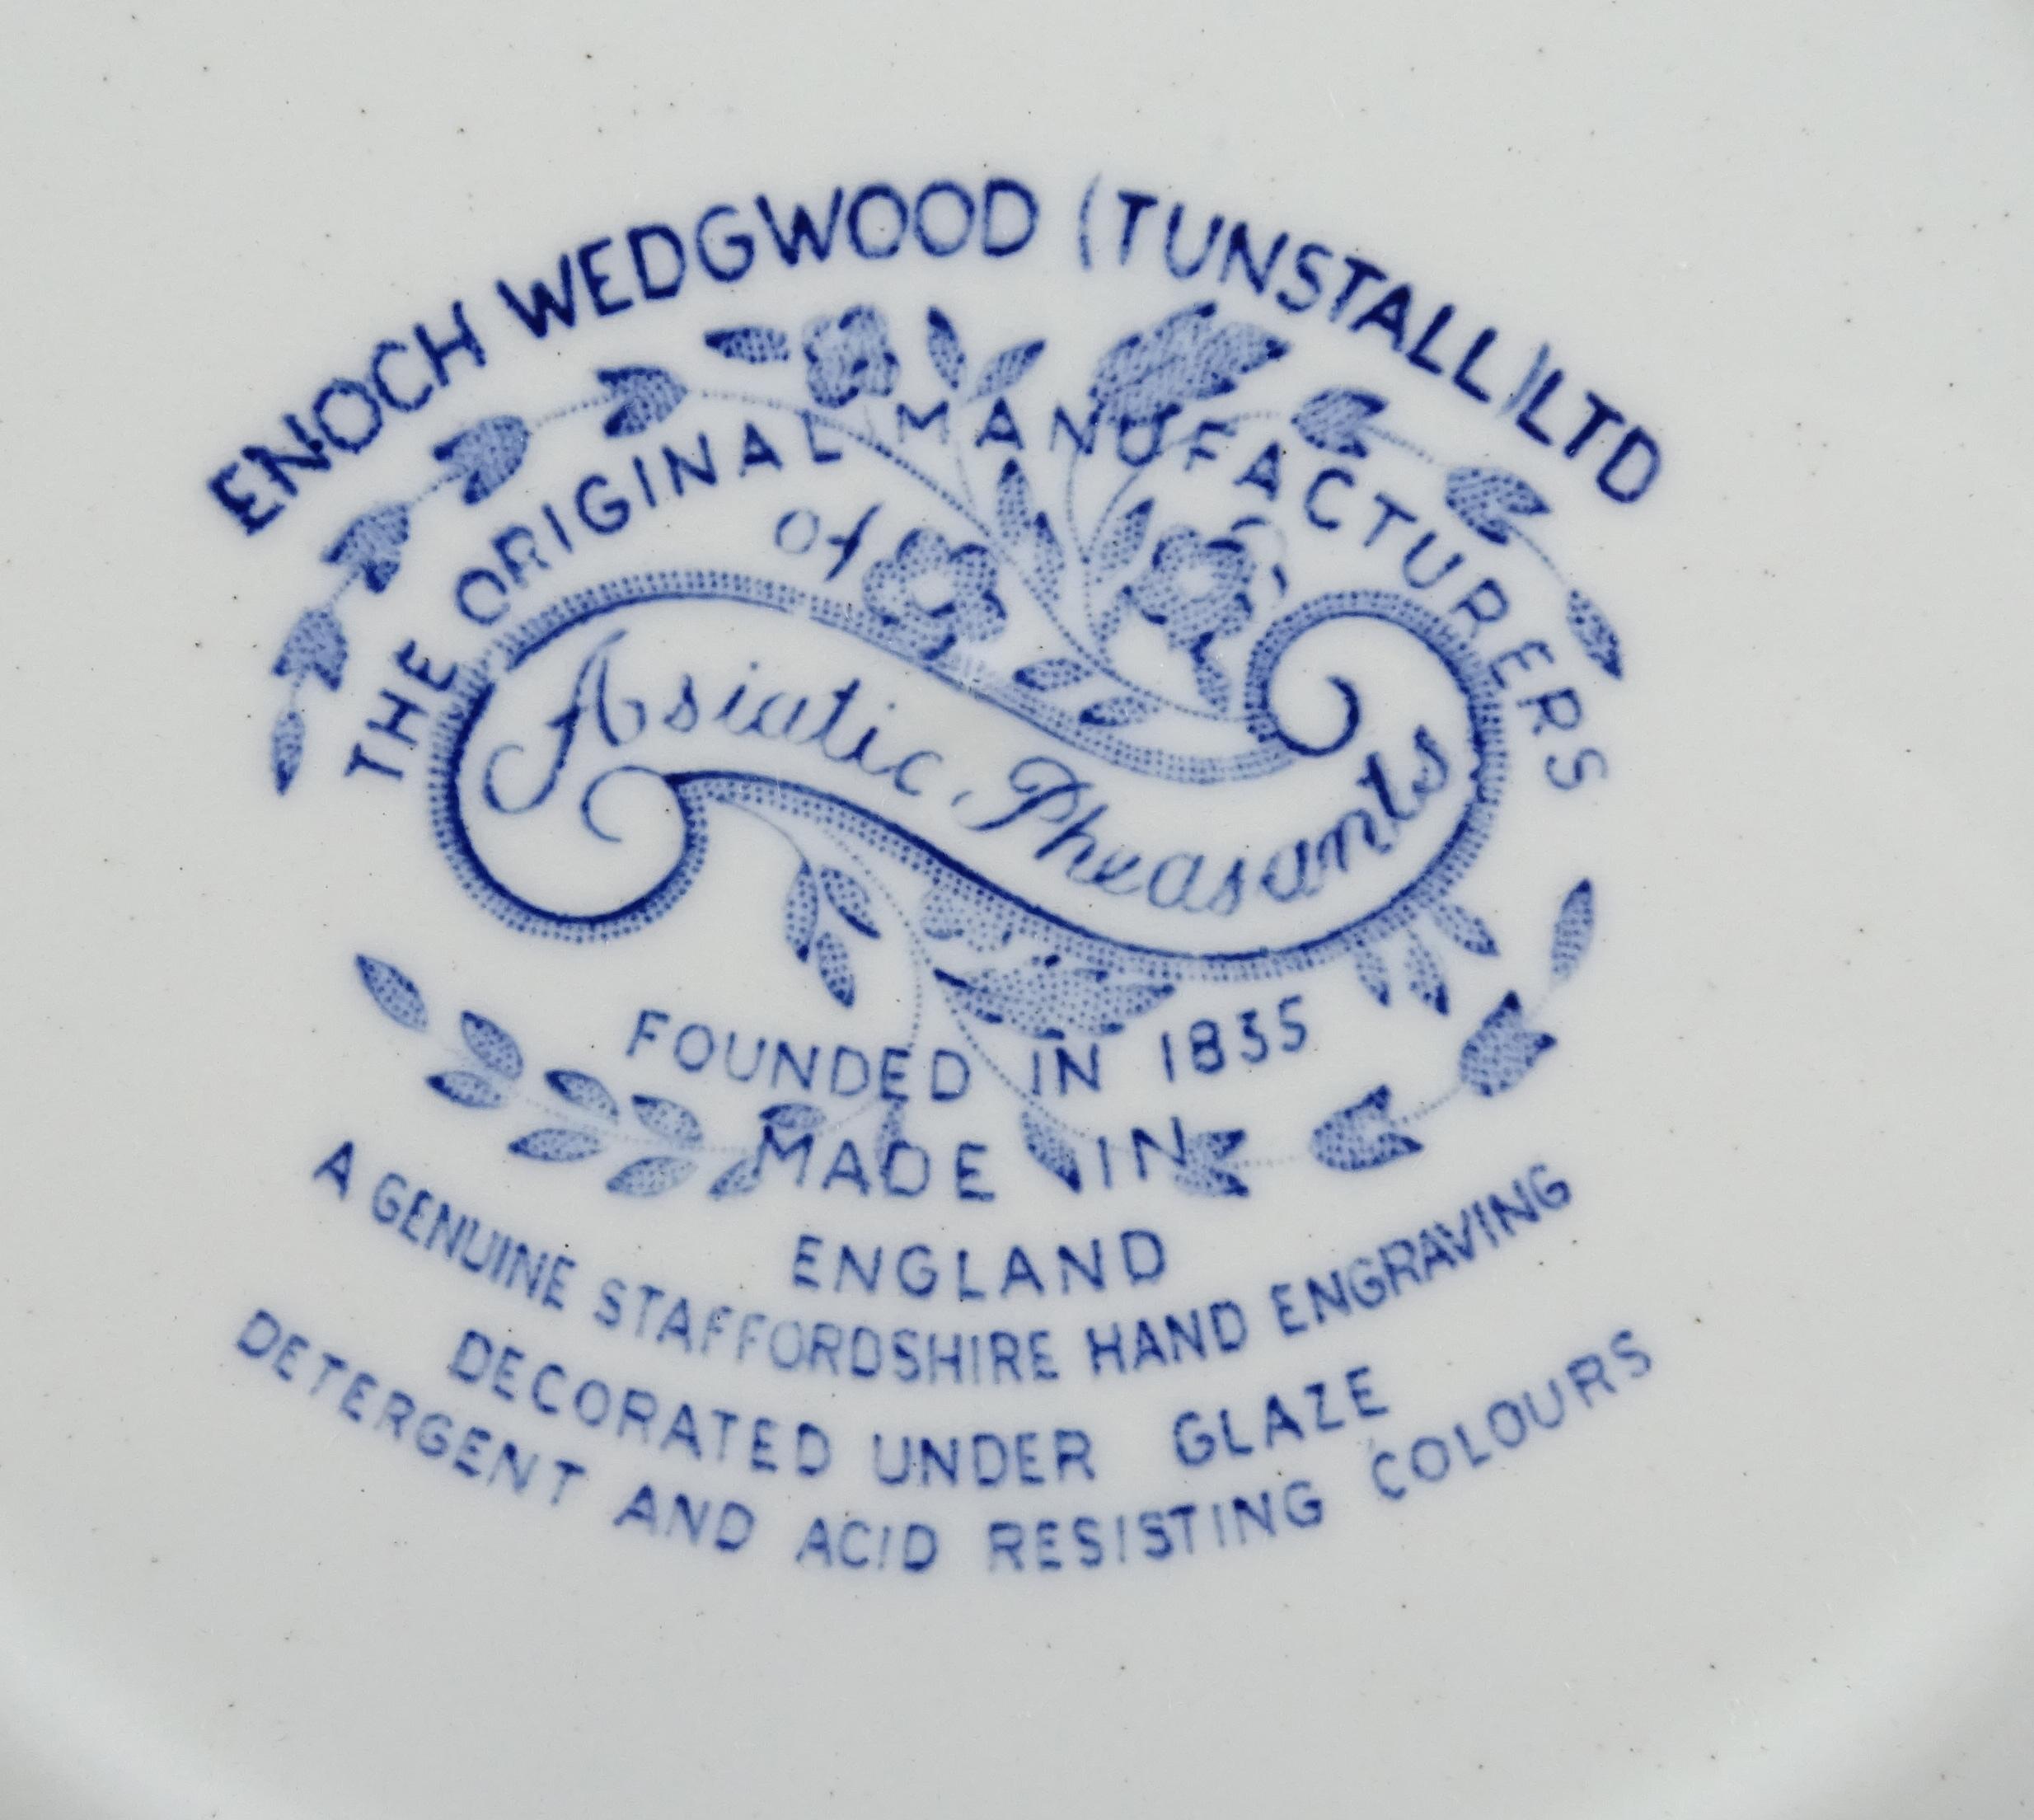 ENOCH WEDGWOOD (TUNSTALL) LTD
THE ORIGINAL MANUFACTURERS
of
Asiatic Pheasants
FOUNDED IN 1835
MADE IN
ENGLAND
A GENUINE STAFFORDSHIRE HAND ENGRAVING
DECORATED UNDER GLAZE
DETERGENT AND ACID RESISTING COLOURS